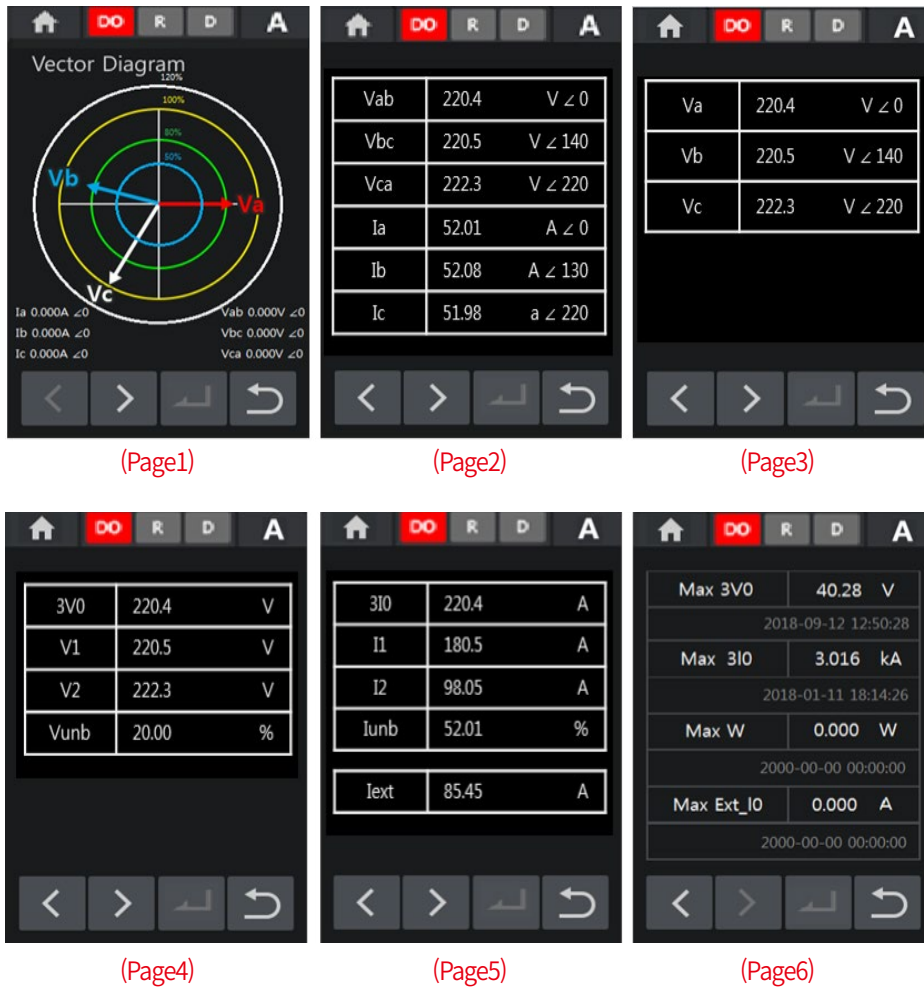 DO R D A
Vector Diagram
120%
100%
80%
50%
Vb
Va
Vc
Ia 0.000A ∠0
Vab 0.000V ∠0
Ib 0.000A ∠0
Vbc 0.000V ∠0
Ic 0.000A ∠0
Vca 0.000V ∠0
(Page1)
DO R D A
Vab 220.4 V ∠ 0
Vbc 220.5 V ∠ 140
Vca 222.3 V ∠ 220
Ia 52.01 A ∠ 0
Ib 52.08 A ∠ 130
Ic 51.98 a ∠ 220
(Page2)
DO R D A
Va 220.4 V ∠ 0
Vb 220.5 V ∠ 140
Vc 222.3 V ∠ 220
(Page3)
DO R D A
3V0 220.4 V
V1 220.5 V
V2 222.3 V
Vunb 20.00 %
(Page4)
DO R D A
3I0 220.4 A
I1 180.5 A
I2 98.05 A
Iunb 52.01 %
Iext 85.45 A
(Page5)
DO R D A
Max 3V0 40.28 V
2018-09-12 12:50:28
Max 3I0 3.016 kA
2018-01-11 18:14:26
Max W 0.000 W
2000-00-00 00:00:00
Max Ext_I0 0.000 A
2000-00-00 00:00:00
(Page6)